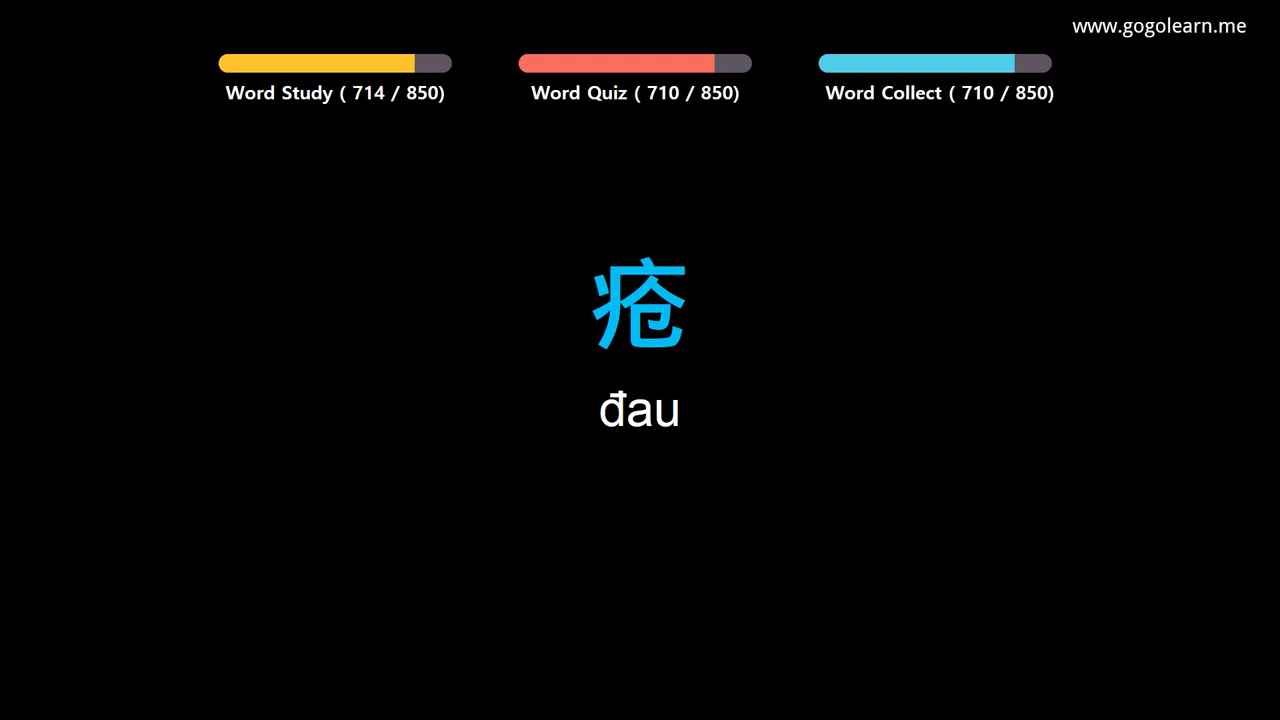 www.gogolearn.me
Word Study ( 714 / 850)
Word Quiz ( 710 / 850)
Word Collect ( 710 / 850)
疮
đau